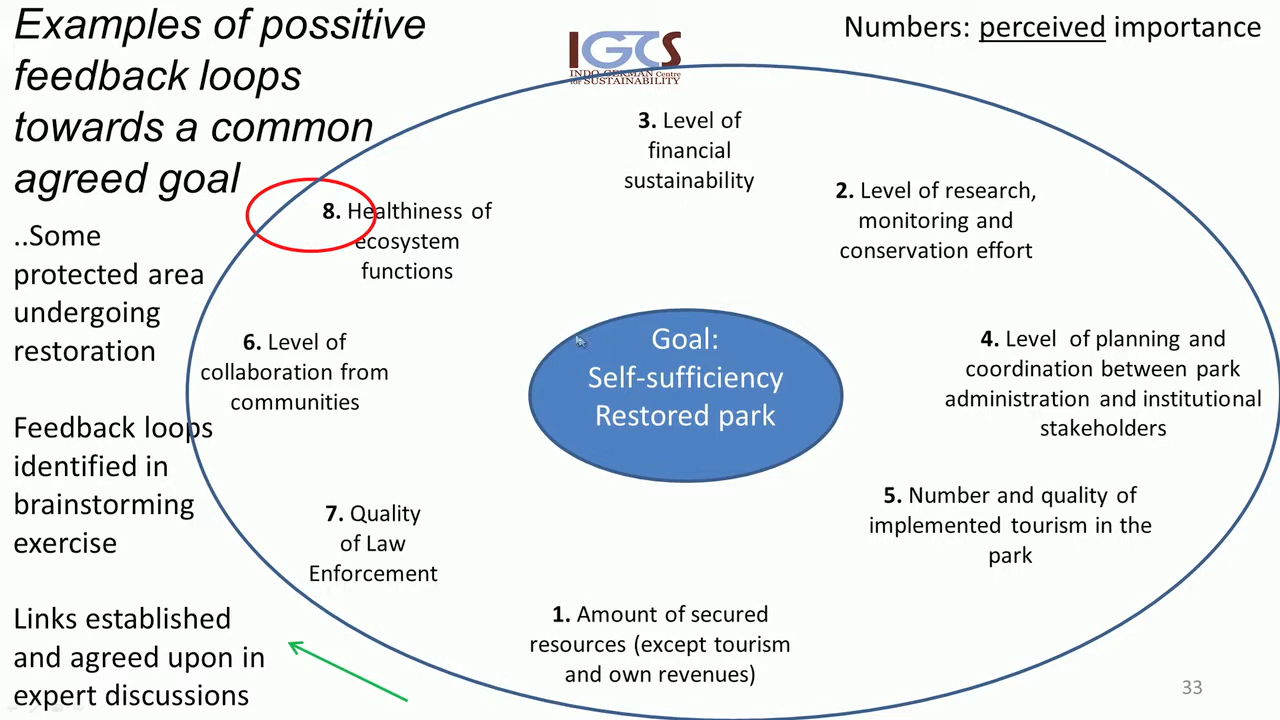 Examples of possitive
feedback loops
towards a common
agreed goal
IGCS
INDO-GERMAN Centre
for SUSTAINABILITY
Numbers: perceived importance
3. Level of
financial
sustainability
2. Level of research,
monitoring and
conservation effort
8. Healthiness of
ecosystem
functions
..Some
protected area
undergoing
restoration
6. Level of
collaboration from
communities
Goal:
Self-sufficiency
Restored park
4. Level of planning and
coordination between park
administration and institutional
stakeholders
Feedback loops
identified in
brainstorming
exercise
7. Quality
of Law
Enforcement
5. Number and quality of
implemented tourism in the
park
Links established
and agreed upon in
expert discussions
1. Amount of secured
resources (except tourism
and own revenues)
33